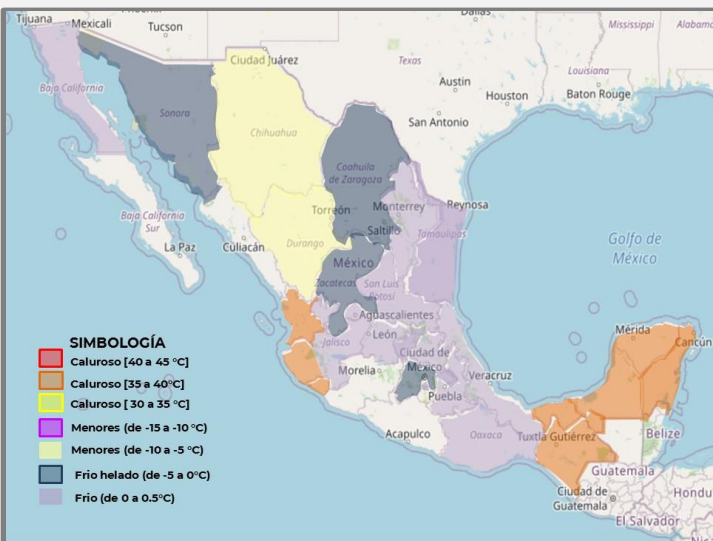 Phoenix
Dallas
Tijuana
Mexicali
Tucson
Mississippi
Alabama
Ciudad Juárez
Texas
Louisiana
Baja California
Austin
Houston
Baton Rouge
Sonora
San Antonio
Chihuahua
Coahuila
de Zaragoza
Baja California
Sur
Torreón
Monterrey
Reynosa
Saltillo
Tamaulipas
La Paz
Culiacán
Durango
Golfo de
México
México
Zacatecas
San Luis
Potosí
Aguascalientes
Mérida
Cancún
SIMBOLOGÍA
Jalisco
León
Caluroso [40 a 45 °C]
Ciudad de
México
Morelia
Veracruz
Caluroso [35 a 40°C]
Puebla
Caluroso [ 30 a 35 °C]
Menores (de -15 a -10 °C)
Acapulco
Oaxaca
Tuxtla Gutiérrez
Belize
Menores (de -10 a -5 °C)
Frio helado (de -5 a 0°C)
Guatemala
Frio (de 0 a 0.5°C)
Ciudad de
Guatemala
Hondu
El Salvador